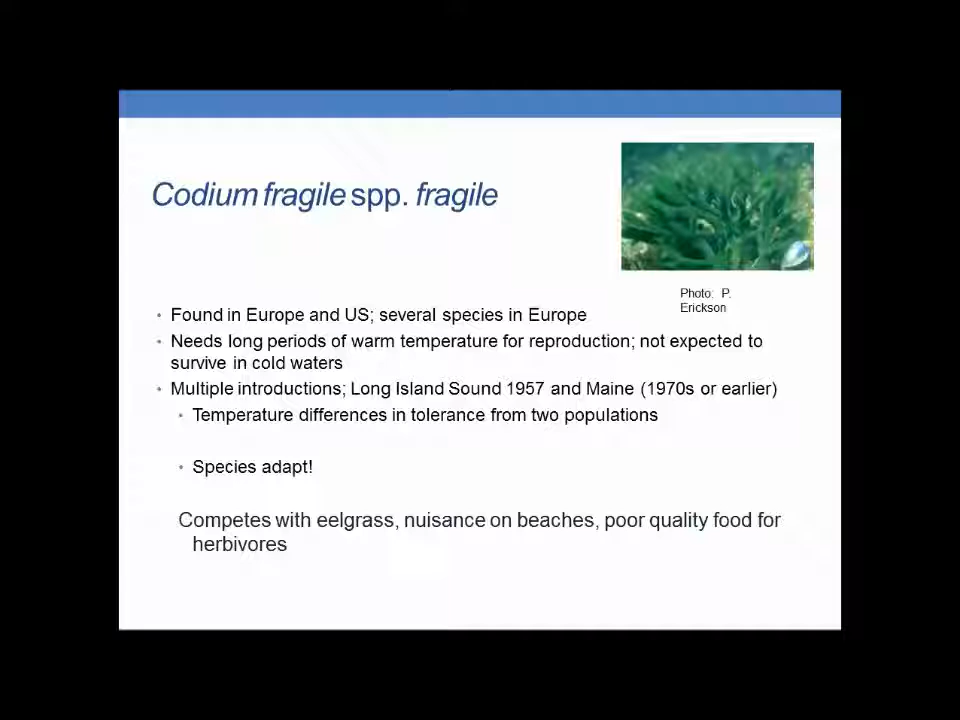 Codium fragile spp. fragile
Photo: P.
Erickson
• Found in Europe and US; several species in Europe
• Needs long periods of warm temperature for reproduction; not expected to
survive in cold waters
• Multiple introductions; Long Island Sound 1957 and Maine (1970s or earlier)
• Temperature differences in tolerance from two populations
• Species adapt!
Competes with eelgrass, nuisance on beaches, poor quality food for
herbivores